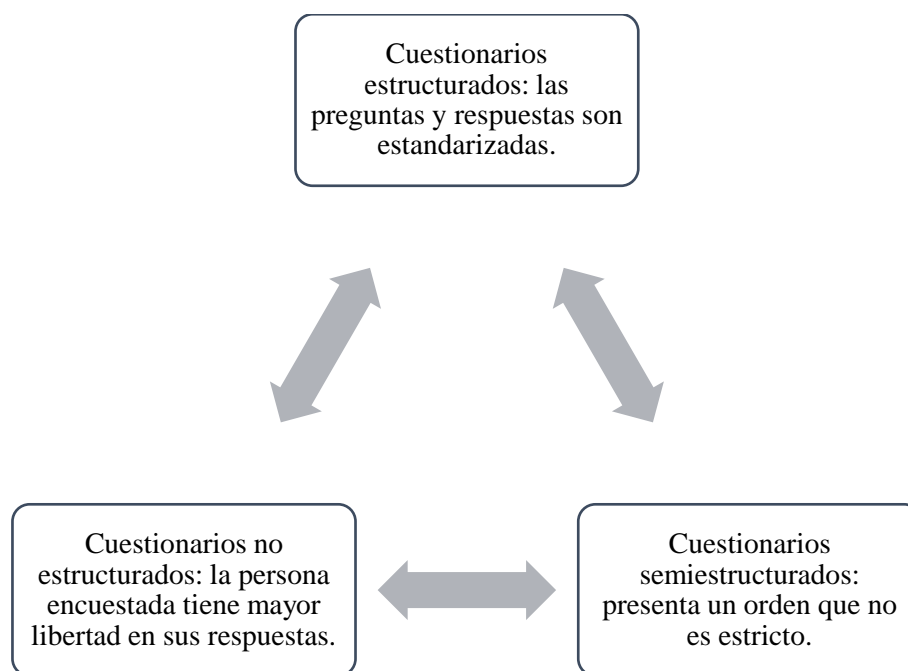 Cuestionarios
estructurados: las
preguntas y respuestas son
estandarizadas.
Cuestionarios no
estructurados: la persona
encuestada tiene mayor
libertad en sus respuestas.
Cuestionarios
semiestructurados:
presenta un orden que no
es estricto.